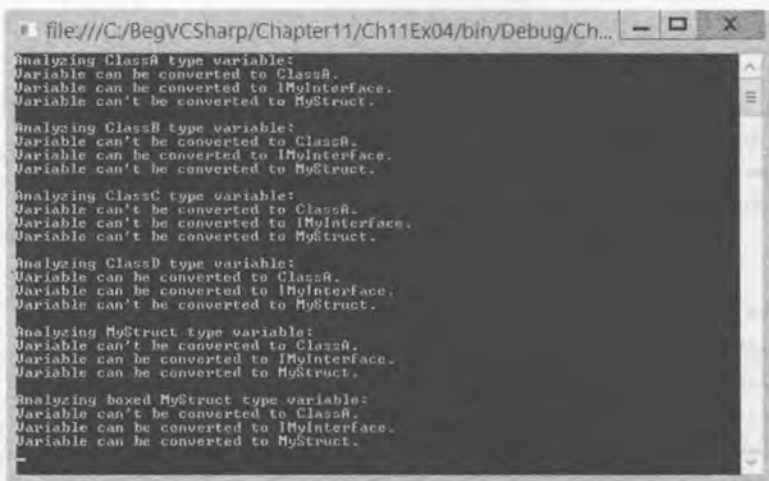 file:///C:/BegVCSharp/Chapter11/Ch11Ex04/bin/Debug/Ch...
Analyzing ClassA type variable:
Variable can be converted to ClassA.
Variable can be converted to IMyInterface.
Variable can't be converted to MyStruct.
Analyzing ClassB type variable:
Variable can't be converted to ClassA.
Variable can be converted to IMyInterface.
Variable can't be converted to MyStruct.
Analyzing ClassC type variable:
Variable can't be converted to ClassA.
Variable can't be converted to IMyInterface.
Variable can't be converted to MyStruct.
Analyzing ClassD type variable:
Variable can be converted to ClassA.
Variable can be converted to IMyInterface.
Variable can't be converted to MyStruct.
Analyzing MyStruct type variable:
Variable can't be converted to ClassA.
Variable can be converted to IMyInterface.
Variable can be converted to MyStruct.
Analyzing boxed MyStruct type variable:
Variable can't be converted to ClassA.
Variable can be converted to IMyInterface.
Variable can be converted to MyStruct.